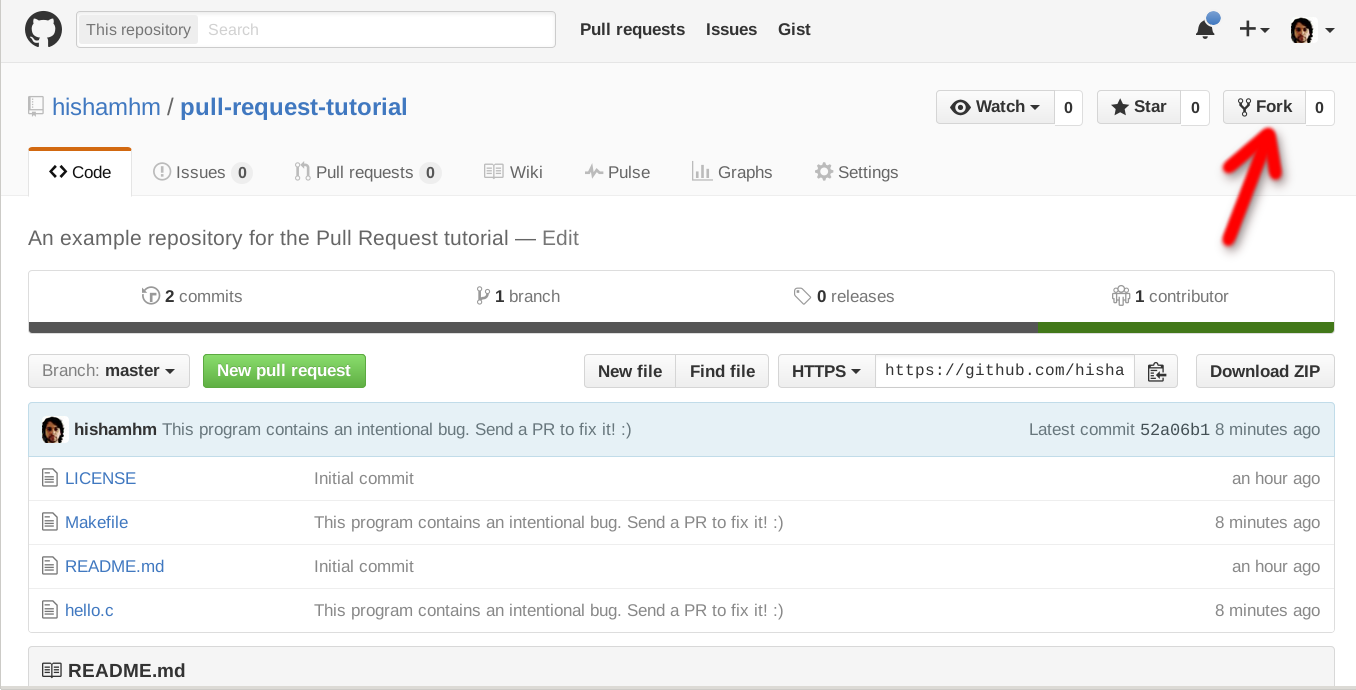 This repository Search Pull requests Issues Gist
hishamhm / pull-request-tutorial Watch 0 Star 0 Fork 0
Code Issues 0 Pull requests 0 Wiki Pulse Graphs Settings
An example repository for the Pull Request tutorial — Edit
2 commits 1 branch 0 releases 1 contributor
Branch: master New pull request New file Find file HTTPS https://github.com/hisha Download ZIP
hishamhm This program contains an intentional bug. Send a PR to fix it! :) Latest commit 52a06b1 8 minutes ago
LICENSE Initial commit an hour ago
Makefile This program contains an intentional bug. Send a PR to fix it! :) 8 minutes ago
README.md Initial commit an hour ago
hello.c This program contains an intentional bug. Send a PR to fix it! :) 8 minutes ago
README.md